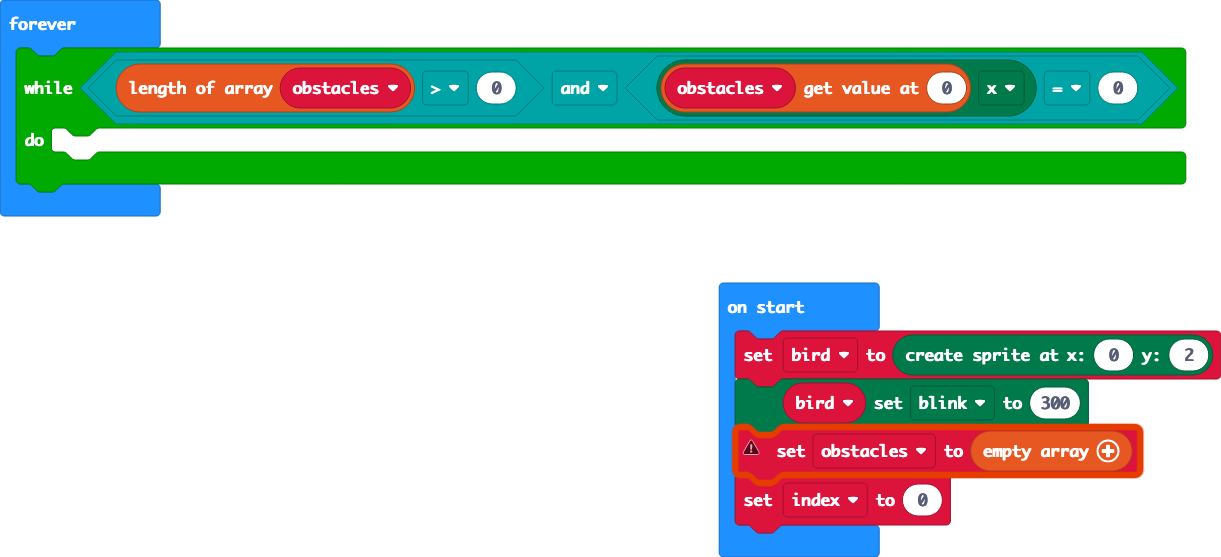 forever
while length of array obstacles > 0 and obstacles get value at 0 x = 0
do
on start
set bird to create sprite at x: 0 y: 2
bird set blink to 300
set obstacles to empty array
set index to 0